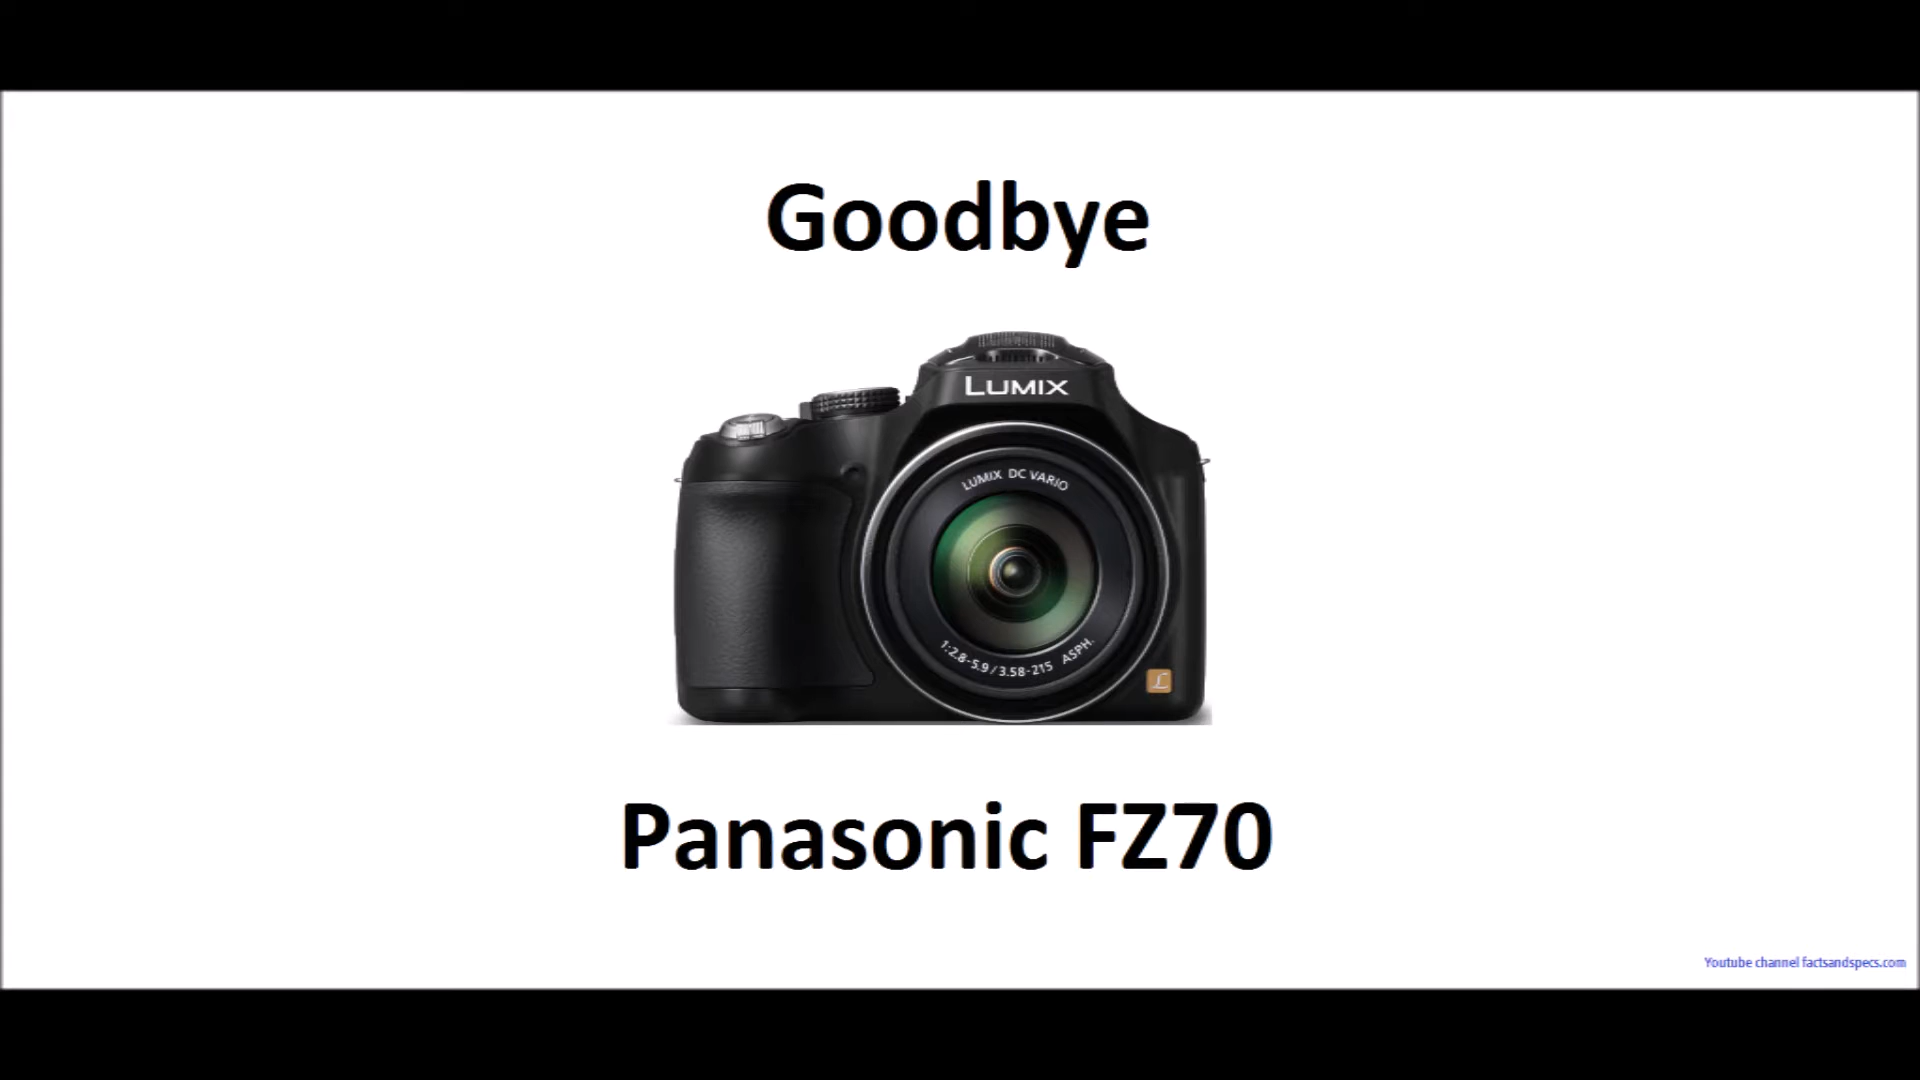 Goodbye
LUMIX
LUMIX DC VARIO
1:2.8-5.9 / 3.58-215 ASPH.
L
Panasonic FZ70
Youtube channel factsandspecs.com